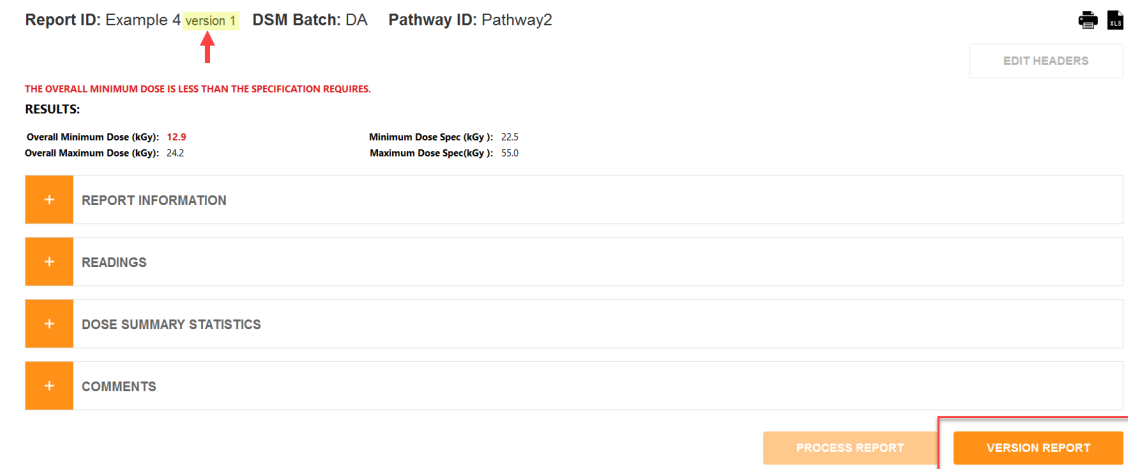 Report ID: Example 4 version 1 DSM Batch: DA Pathway ID: Pathway2
XLS
EDIT HEADERS
THE OVERALL MINIMUM DOSE IS LESS THAN THE SPECIFICATION REQUIRES.
RESULTS:
Overall Minimum Dose (kGy): 12.9 Minimum Dose Spec (kGy ): 22.5
Overall Maximum Dose (kGy): 24.2 Maximum Dose Spec(kGy ): 55.0
+ REPORT INFORMATION
+ READINGS
+ DOSE SUMMARY STATISTICS
+ COMMENTS
PROCESS REPORT VERSION REPORT